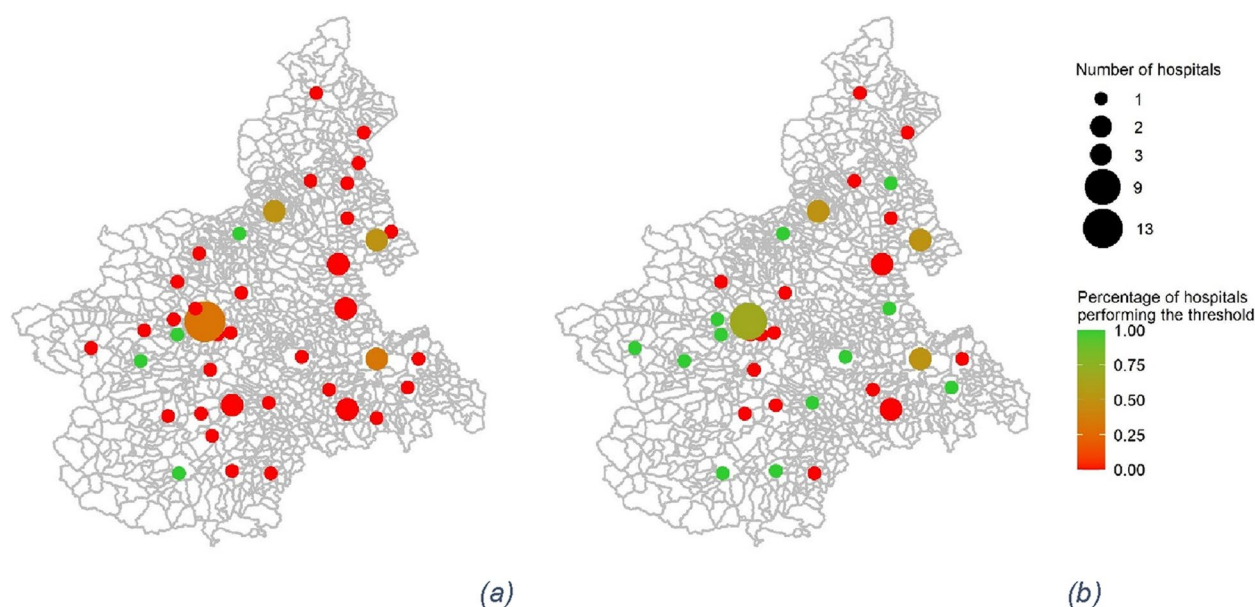 Number of hospitals
1
2
3
9
13
Percentage of hospitals
performing the threshold
1.00
0.75
0.50
0.25
0.00
(a)
(b)